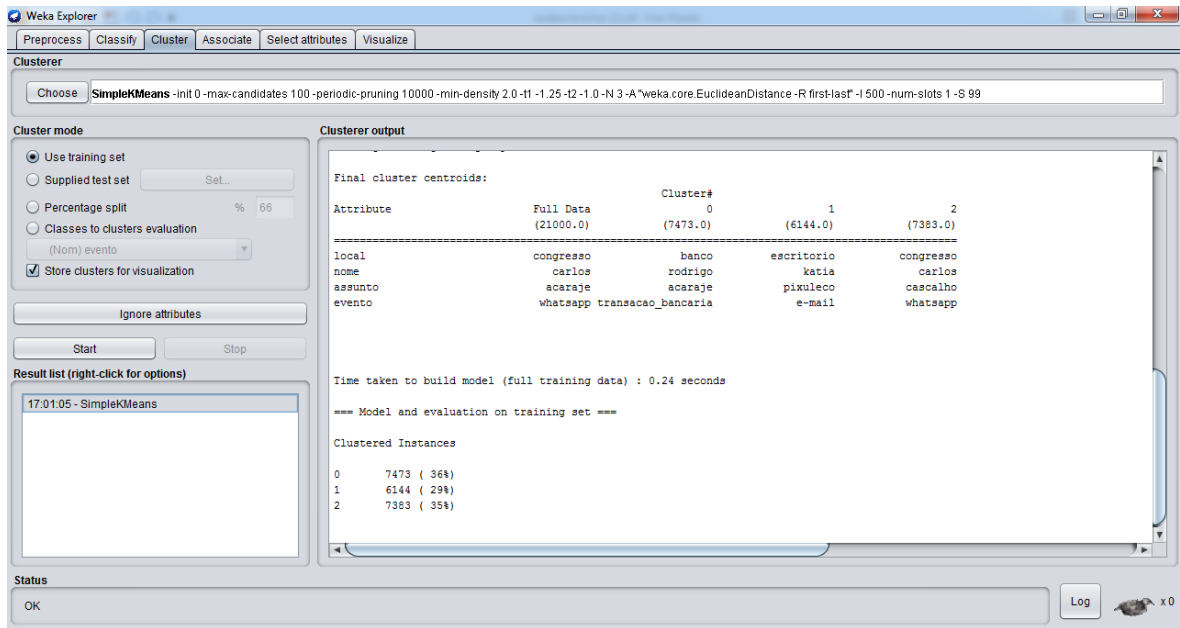 Weka Explorer
Preprocess Classify Cluster Associate Select attributes Visualize
Clusterer
Choose SimpleKMeans -init 0 -max-candidates 100 -periodic-pruning 10000 -min-density 2.0 -t1 -1.25 -t2 -1.0 -N 3 -A "weka.core.EuclideanDistance -R first-last" -I 500 -num-slots 1 -S 99
Cluster mode
Use training set
Supplied test set Set...
Percentage split % 66
Classes to clusters evaluation
(Nom) evento
Store clusters for visualization
Ignore attributes
Start Stop
Result list (right-click for options)
17:01:05 - SimpleKMeans
Clusterer output
Final cluster centroids:
Cluster#
Attribute Full Data 0 1 2
(21000.0) (7473.0) (6144.0) (7383.0)
==================================================================================
local congresso banco escritorio congresso
nome carlos rodrigo katia carlos
assunto acaraje acaraje pixuleco cascalho
evento whatsapp transacao_bancaria e-mail whatsapp
Time taken to build model (full training data) : 0.24 seconds
=== Model and evaluation on training set ===
Clustered Instances
0 7473 ( 36%)
1 6144 ( 29%)
2 7383 ( 35%)
Status
OK
Log
x 0